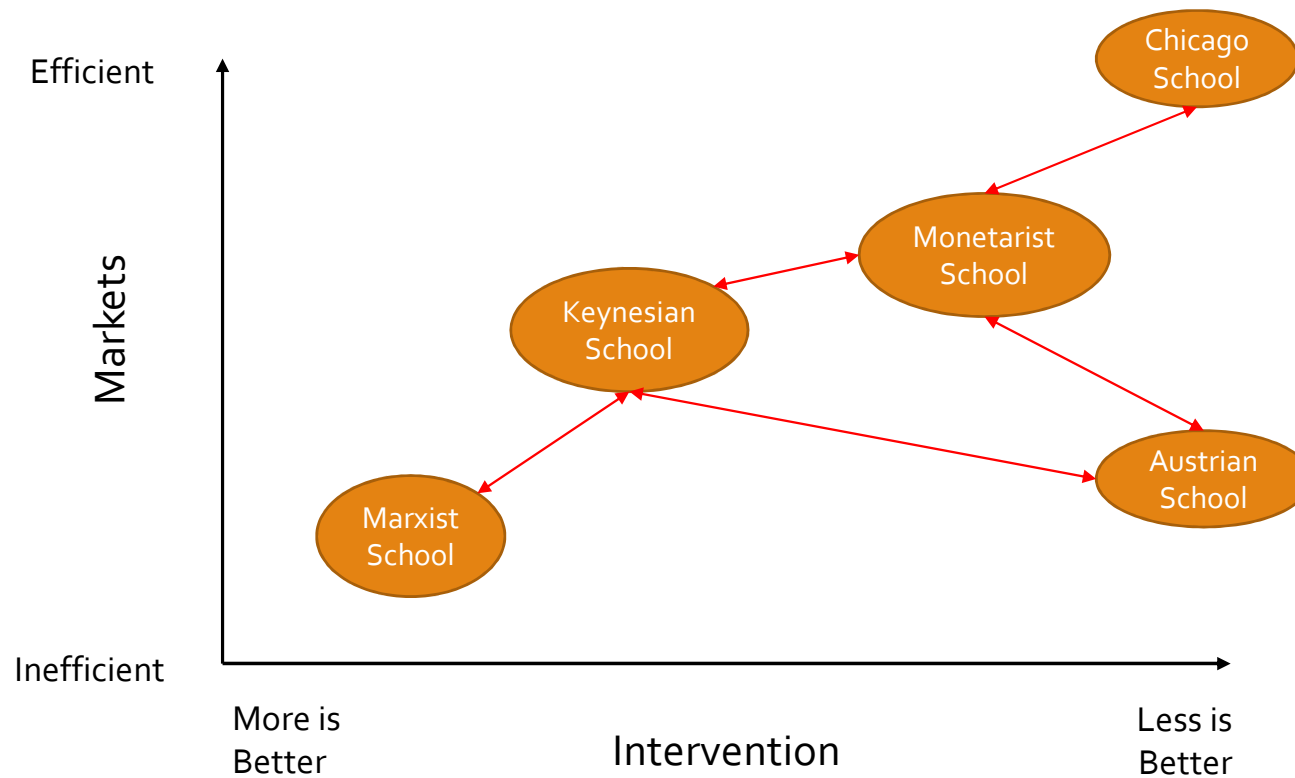 Chicago
School
Efficient
Monetarist
School
Markets
Keynesian
School
Austrian
School
Marxist
School
Inefficient
More is
Better
Intervention
Less is
Better